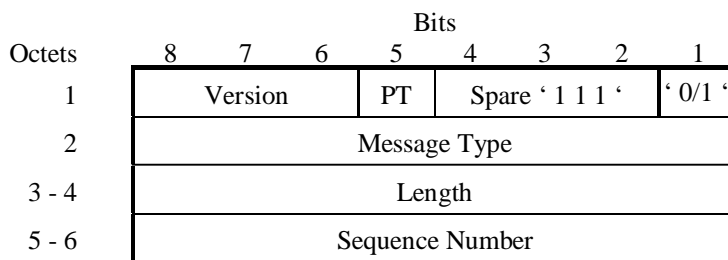 Bits
Octets 8 7 6 5 4 3 2 1
1 Version PT Spare ‘ 1 1 1 ‘ ‘ 0/1 ‘
2 Message Type
3 - 4 Length
5 - 6 Sequence Number